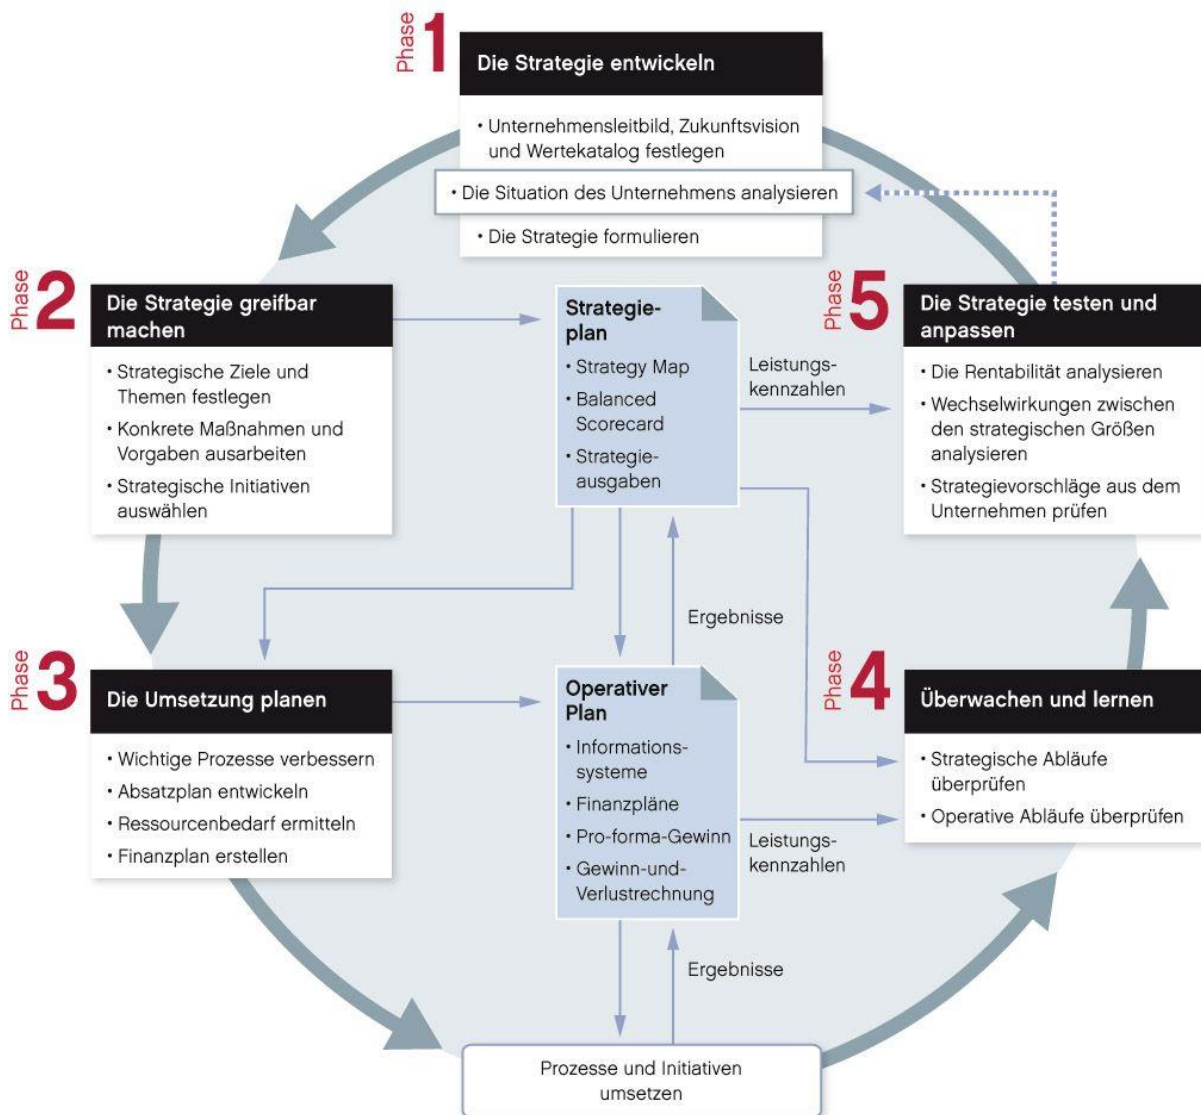 Phase 1
Die Strategie entwickeln
• Unternehmensleitbild, Zukunftsvision
und Wertekatalog festlegen
• Die Situation des Unternehmens analysieren
• Die Strategie formulieren
Phase 2
Die Strategie greifbar
machen
• Strategische Ziele und
Themen festlegen
• Konkrete Maßnahmen und
Vorgaben ausarbeiten
• Strategische Initiativen
auswählen
Strategie-
plan
• Strategy Map
• Balanced
Scorecard
• Strategie-
ausgaben
Leistungs-
kennzahlen
Phase 5
Die Strategie testen und
anpassen
• Die Rentabilität analysieren
• Wechselwirkungen zwischen
den strategischen Größen
analysieren
• Strategievorschläge aus dem
Unternehmen prüfen
Ergebnisse
Phase 3
Die Umsetzung planen
• Wichtige Prozesse verbessern
• Absatzplan entwickeln
• Ressourcenbedarf ermitteln
• Finanzplan erstellen
Operativer
Plan
• Informations-
systeme
• Finanzpläne
• Pro-forma-Gewinn
• Gewinn-und-
Verlustrechnung
Leistungs-
kennzahlen
Phase 4
Überwachen und lernen
• Strategische Abläufe
überprüfen
• Operative Abläufe überprüfen
Ergebnisse
Prozesse und Initiativen
umsetzen